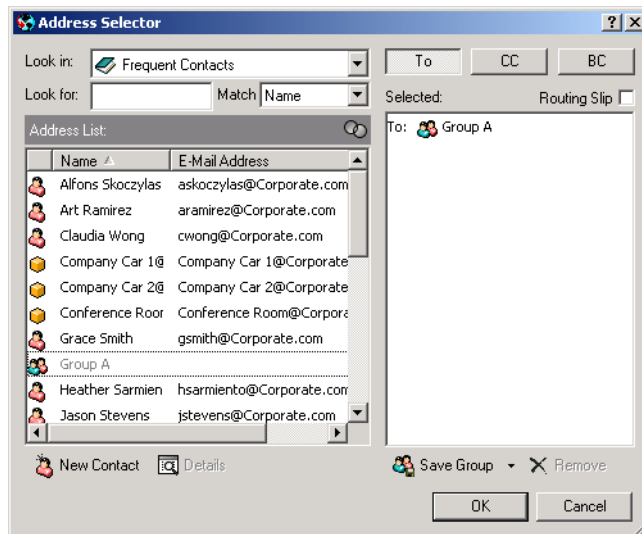 Address Selector
Look in: Frequent Contacts
To CC BC
Look for: Match Name
Selected: Routing Slip
Address List:
To: Group A
Name E-Mail Address
Alfons Skoczylas askoczylas@Corporate.com
Art Ramirez aramirez@Corporate.com
Claudia Wong cwong@Corporate.com
Company Car 1@ Company Car 1@Corporate
Company Car 2@ Company Car 2@Corporate
Conference Roor Conference Room@Corpora
Grace Smith gsmith@Corporate.com
Group A
Heather Sarmien hsarmiento@Corporate.com
Jason Stevens jstevens@Corporate.com
New Contact Details
Save Group Remove
OK Cancel